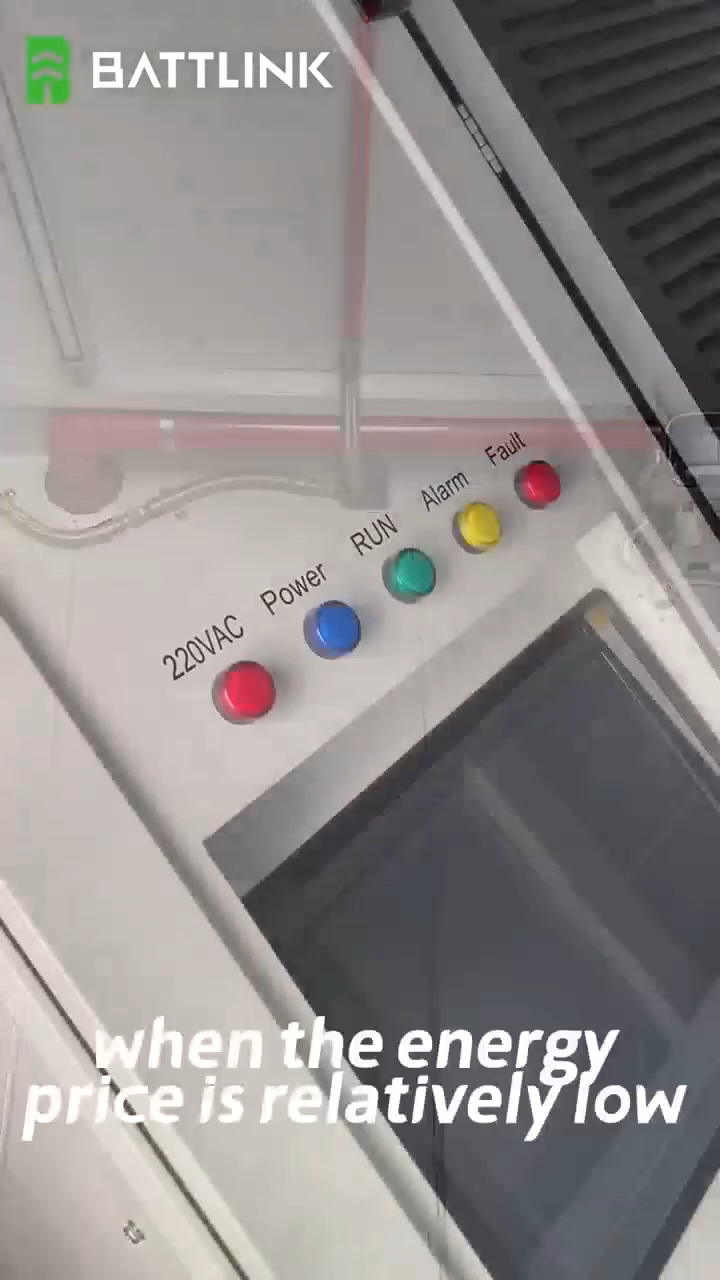 BATTLINK
Fault
Alarm
RUN
Power
220VAC
when the energy
price is relatively low